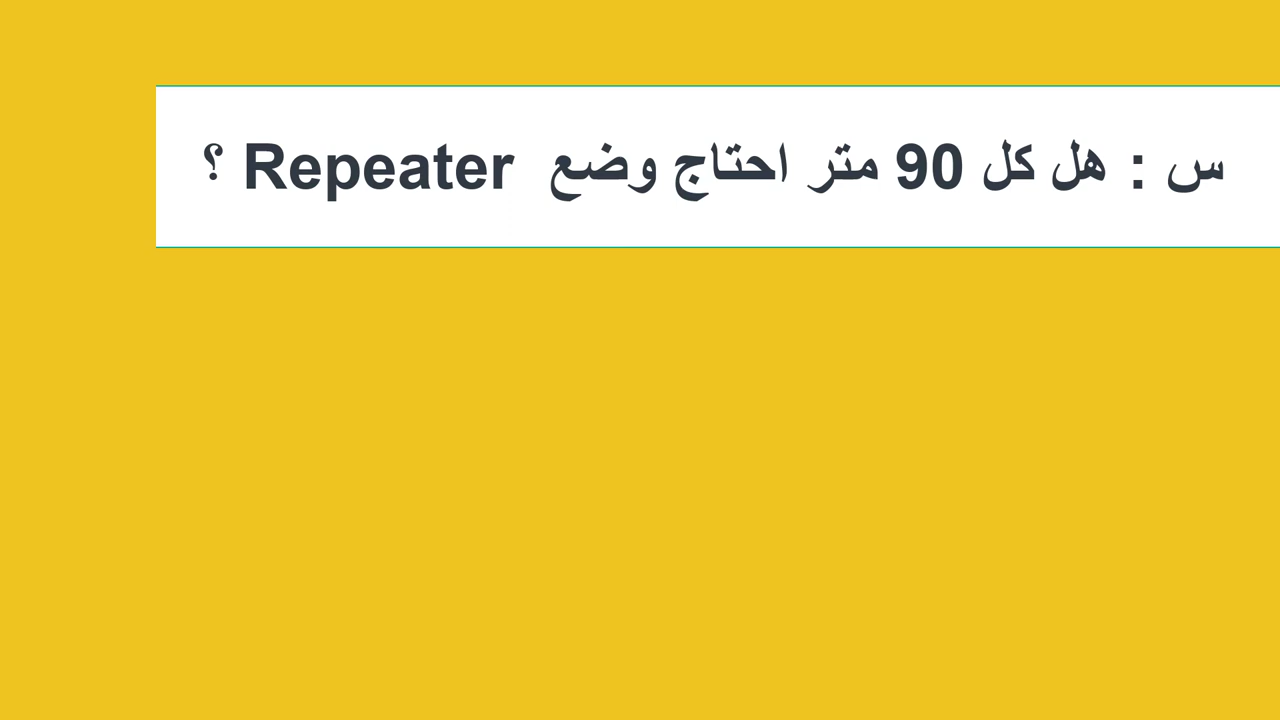 س : هل كل 90 متر احتاج وضع Repeater ؟